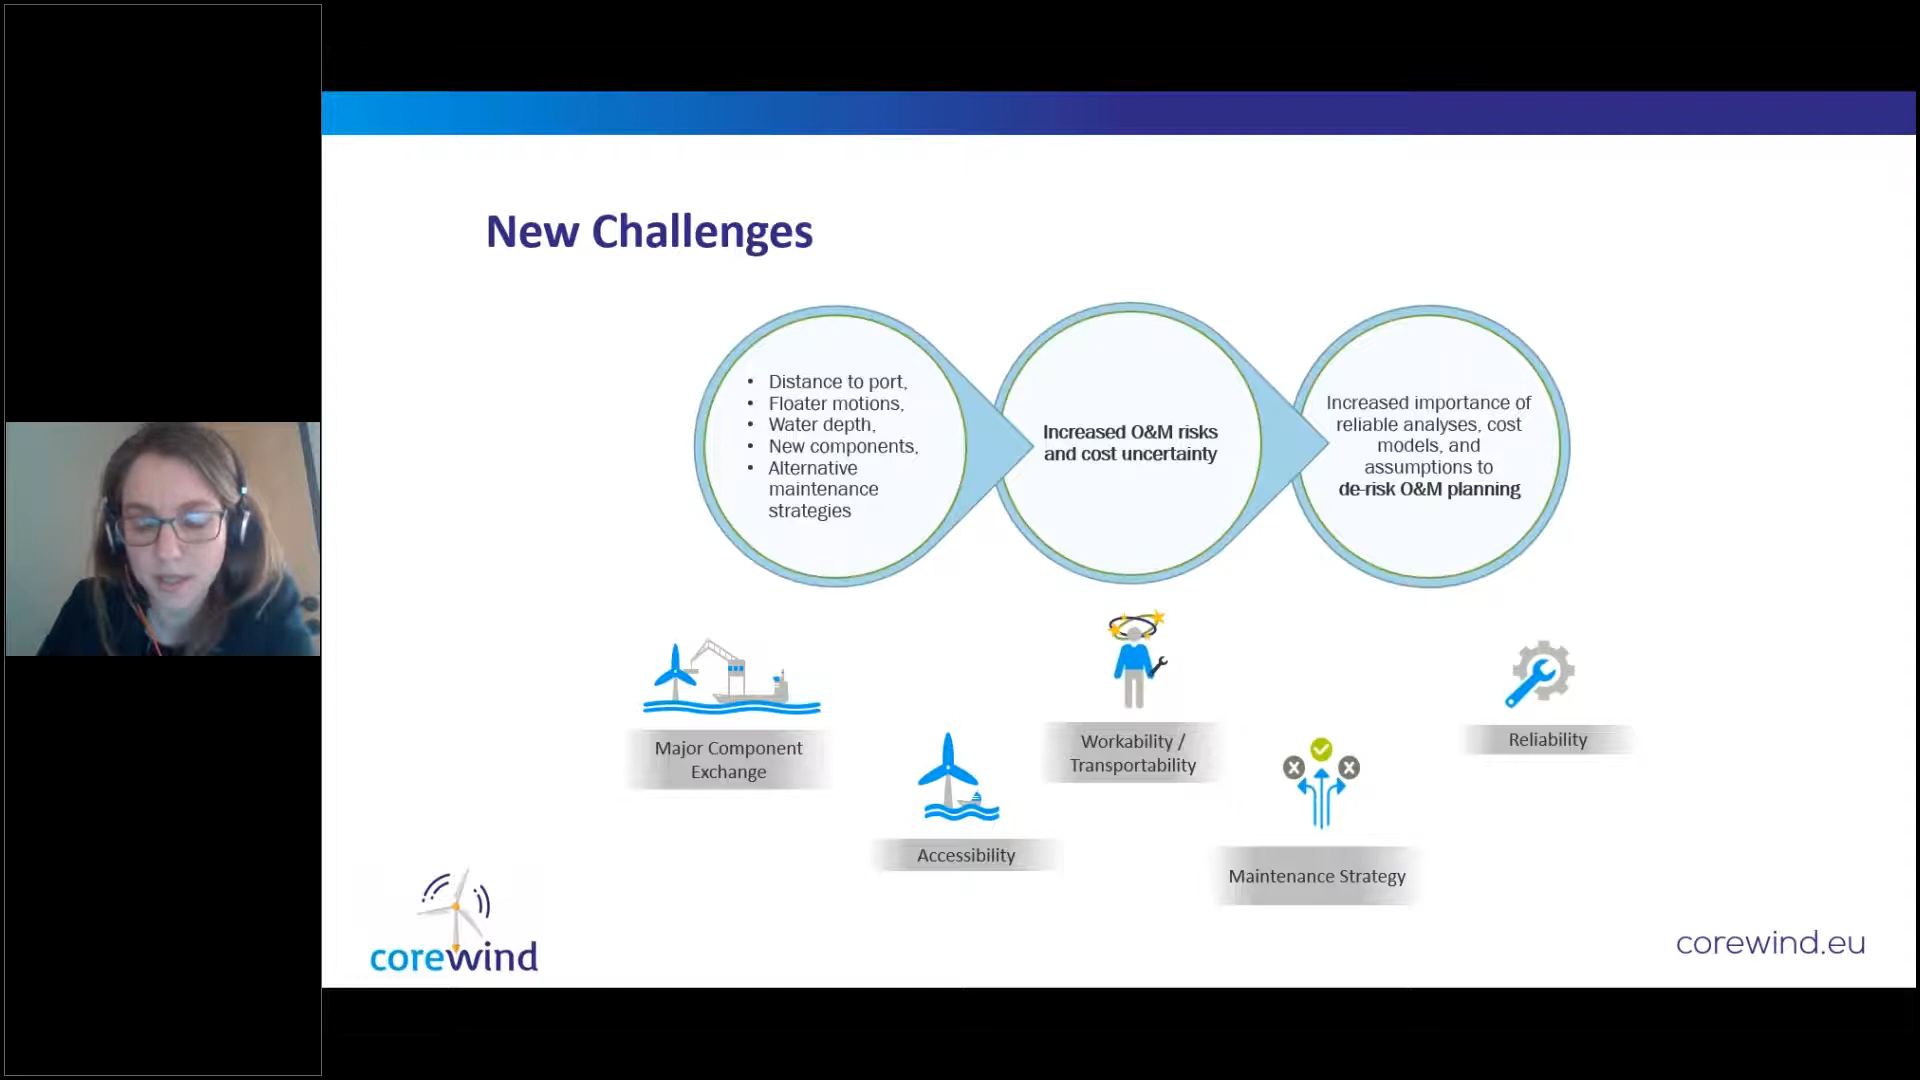 New Challenges
• Distance to port,
• Floater motions,
• Water depth,
• New components,
• Alternative
maintenance
strategies
Increased O&M risks
and cost uncertainty
Increased importance of
reliable analyses, cost
models, and
assumptions to
de-risk O&M planning
Major Component
Exchange
Accessibility
Workability /
Transportability
Maintenance Strategy
Reliability
corewind
corewind.eu